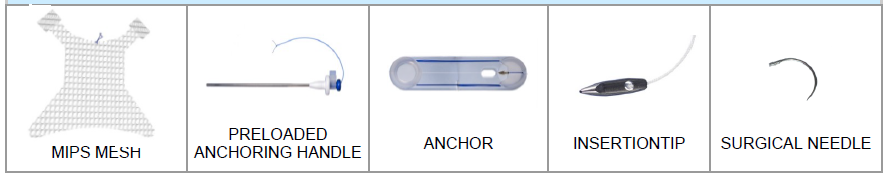 MIPS MESH
PRELOADED
ANCHORING HANDLE
ANCHOR
INSERTIONTIP
SURGICAL NEEDLE